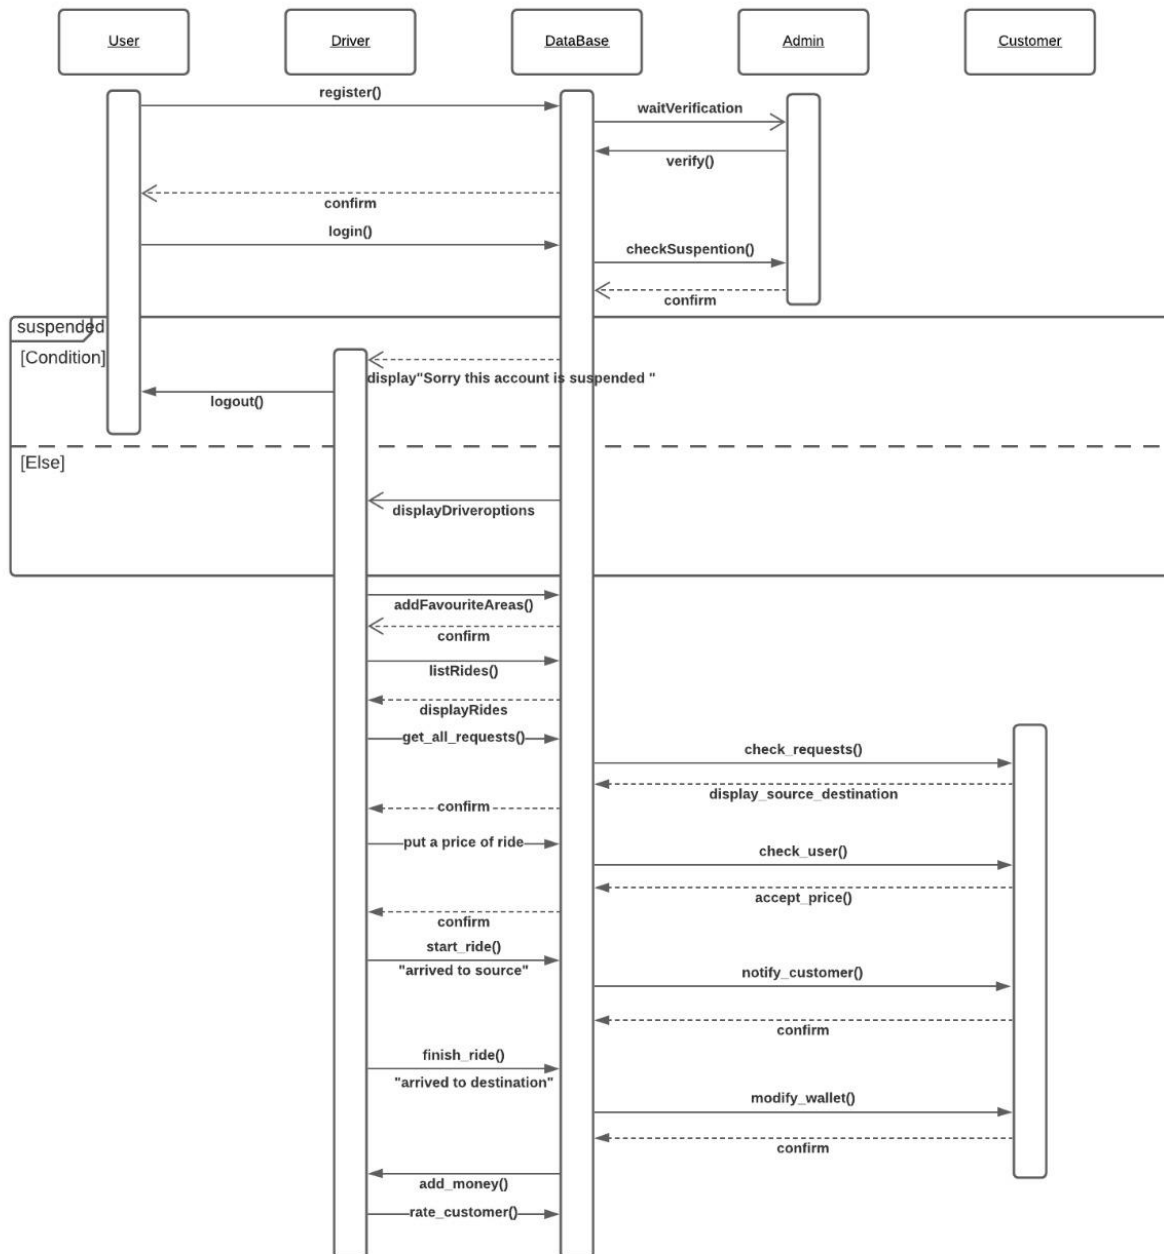 User
Driver
DataBase
Admin
Customer
register()
waitVerification
verify()
confirm
login()
checkSuspention()
confirm
suspended
[Condition]
display"Sorry this account is suspended "
logout()
[Else]
displayDriveroptions
addFavouriteAreas()
confirm
listRides()
displayRides
get_all_requests()
check_requests()
display_source_destination
confirm
put a price of ride
check_user()
accept_price()
confirm
start_ride()
"arrived to source"
notify_customer()
confirm
finish_ride()
"arrived to destination"
modify_wallet()
confirm
add_money()
rate_customer()